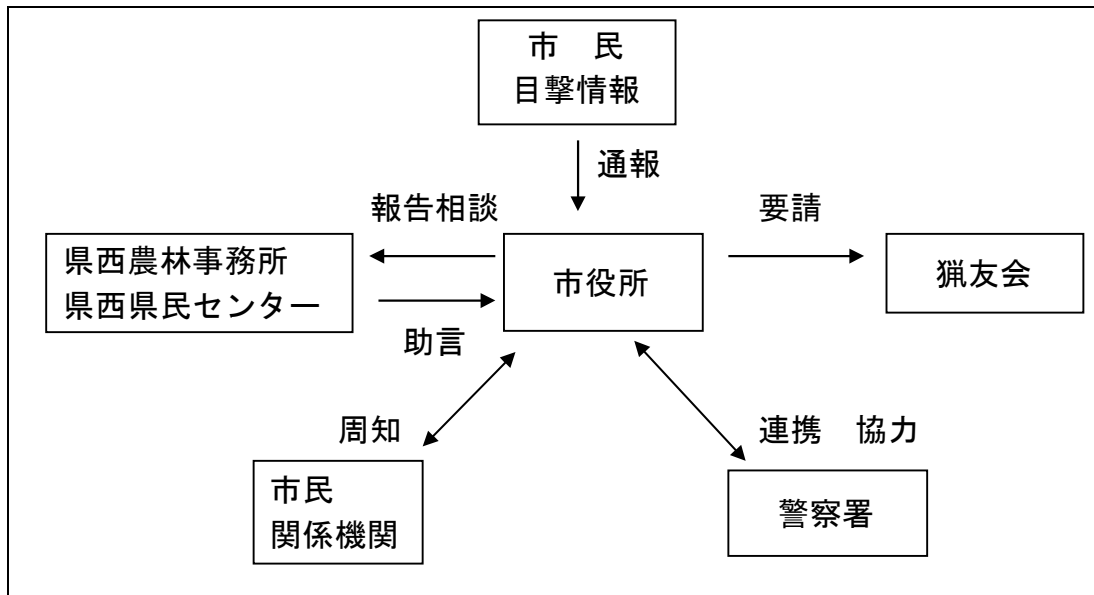 市　民
目撃情報
通報
報告相談
要請
県西農林事務所
県西県民センター
市役所
猟友会
助言
周知
連携　協力
市民
関係機関
警察署